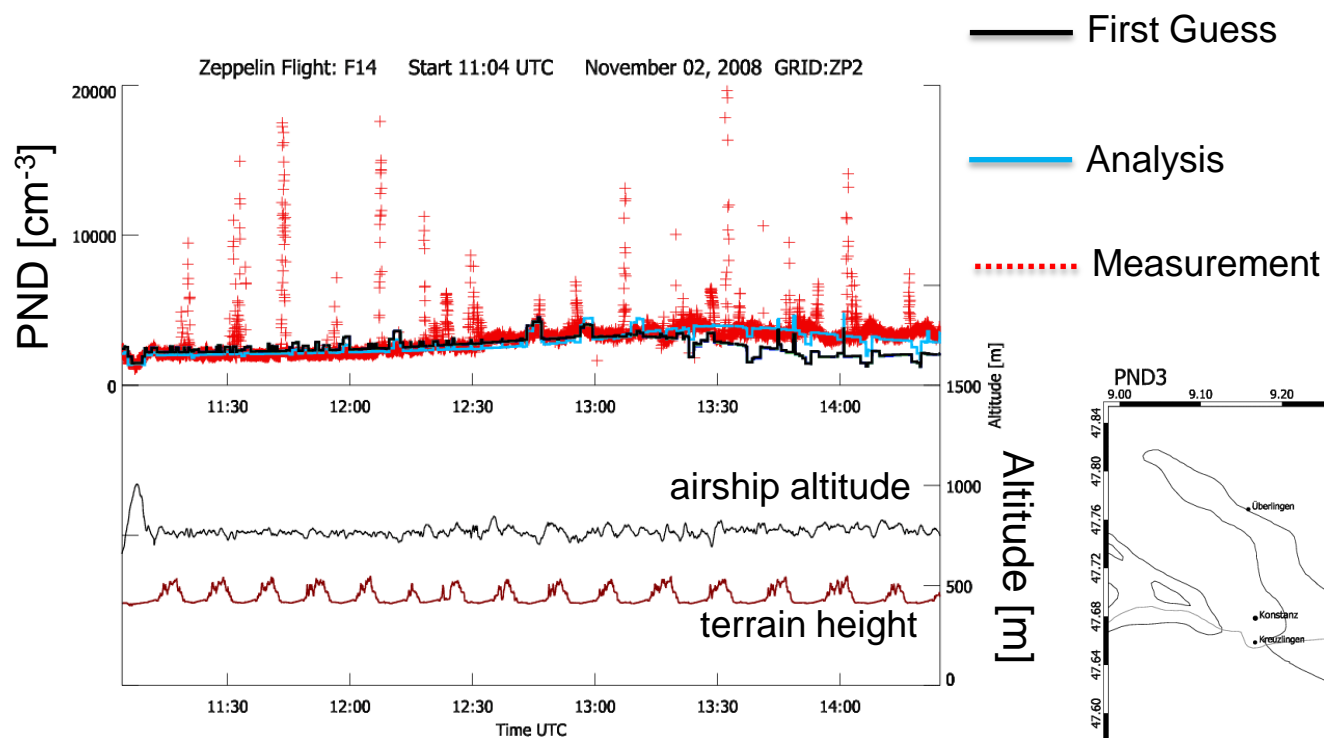 First Guess
Zeppelin Flight: F14 Start 11:04 UTC November 02, 2008 GRID:ZP2
20000
Analysis
PND [cm-3]
10000
Measurement
0
1500
11:30 12:00 12:30 13:00 13:30 14:00
Altitude [m]
PND3
9.00 9.10 9.20
47.84
47.80
47.76
47.72
47.68
47.64
47.60
Überlingen
Konstanz
Kreuzlingen
airship altitude
1000
Altitude [m]
500
terrain height
0
11:30 12:00 12:30 13:00 13:30 14:00
Time UTC